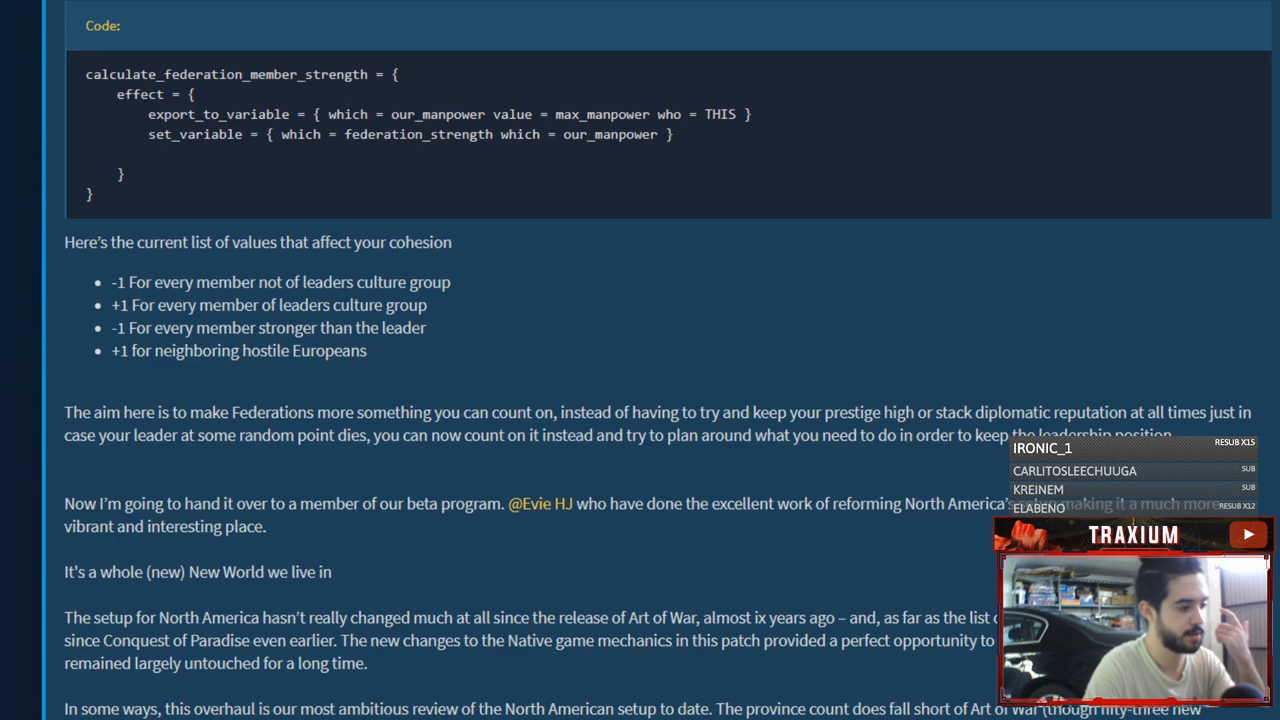 Code:
calculate_federation_member_strength = {
effect = {
export_to_variable = { which = our_manpower value = max_manpower who = THIS }
set_variable = { which = federation_strength which = our_manpower }
}
}
Here's the current list of values that affect your cohesion
• -1 For every member not of leaders culture group
• +1 For every member of leaders culture group
• -1 For every member stronger than the leader
• +1 for neighboring hostile Europeans
The aim here is to make Federations more something you can count on, instead of having to try and keep your prestige high or stack diplomatic reputation at all times just in
case your leader at some random point dies, you can now count on it instead and try to plan around what you need to do in order to keep the leadership position.
IRONIC_1 RESUB X15
CARLITOSLEECHUUGA SUB
KREINEM SUB
ELABENO RESUB X12
Now I'm going to hand it over to a member of our beta program. @Evie HJ who have done the excellent work of reforming North America's making it a much more
vibrant and interesting place.
TRAXIUM
It's a whole (new) New World we live in
The setup for North America hasn't really changed much at all since the release of Art of War, almost ix years ago – and, as far as the list
since Conquest of Paradise even earlier. The new changes to the Native game mechanics in this patch provided a perfect opportunity to
remained largely untouched for a long time.
In some ways, this overhaul is our most ambitious review of the North American setup to date. The province count does fall short of Art of War (though fifty-three new